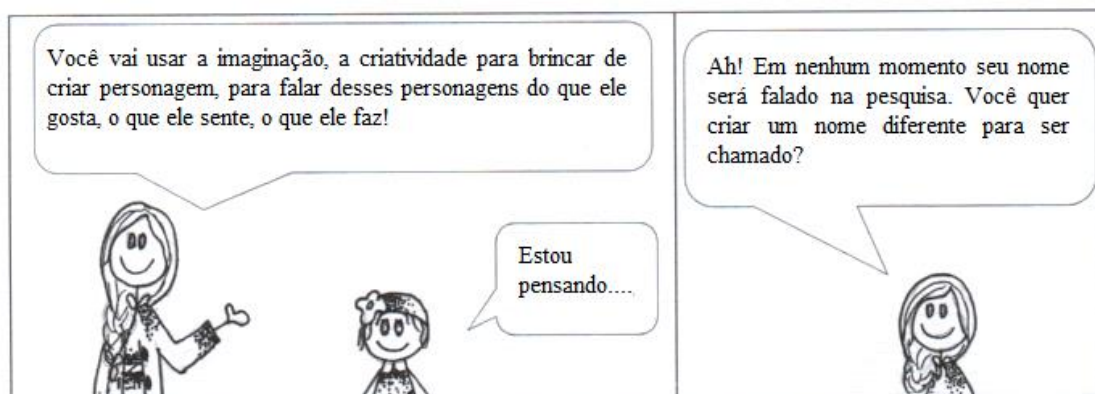 Você vai usar a imaginação, a criatividade para brincar de
criar personagem, para falar desses personagens do que ele
gosta, o que ele sente, o que ele faz!
Estou
pensando....
Ah! Em nenhum momento seu nome
será falado na pesquisa. Você quer
criar um nome diferente para ser
chamado?